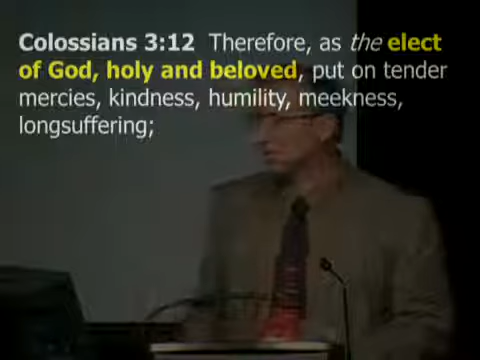 Colossians 3:12 Therefore, as the elect
of God, holy and beloved, put on tender
mercies, kindness, humility, meekness,
longsuffering;